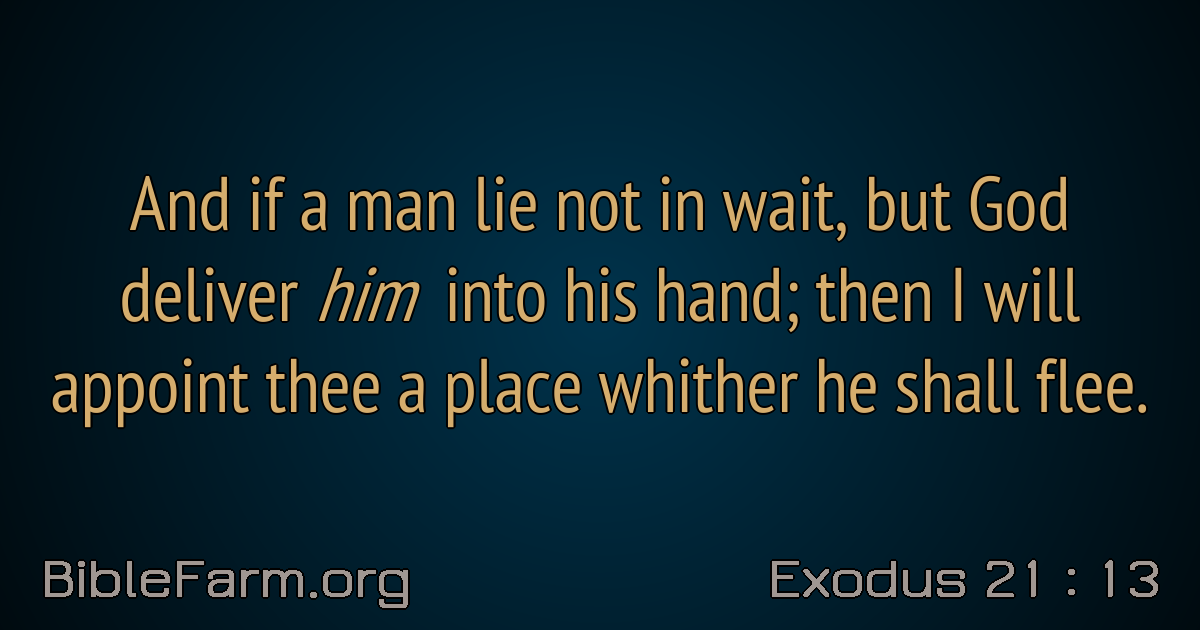 And if a man lie not in wait, but God
deliver him into his hand; then I will
appoint thee a place whither he shall flee.
BibleFarm.org
Exodus 21 : 13